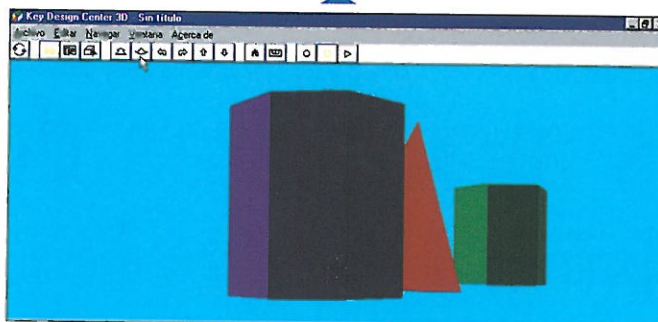 Key Design Center 3D - Sin título
Archivo Editar Navegar Ventana Acerca de